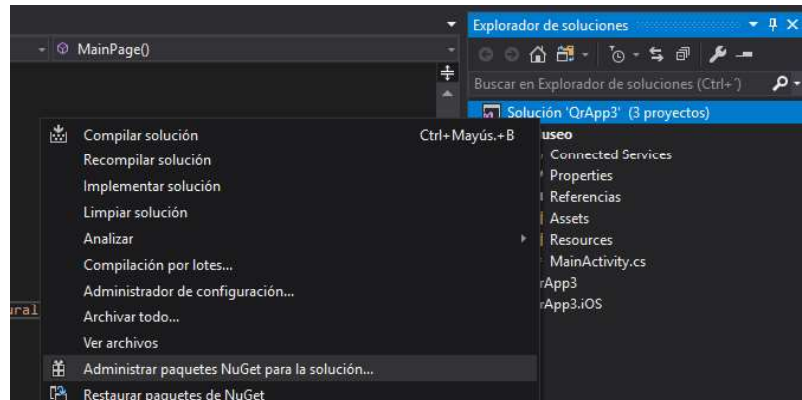 Explorador de soluciones
MainPage()
Buscar en Explorador de soluciones (Ctrl+´)
Solución 'QrApp3' (3 proyectos)
Compilar solución Ctrl+Mayús.+B
Recompilar solución
Implementar solución
Limpiar solución
Analizar
Compilación por lotes...
Administrador de configuración...
Archivar todo...
Ver archivos
Administrar paquetes NuGet para la solución...
Restaurar paquetes de NuGet
useo
Connected Services
Properties
Referencias
Assets
Resources
MainActivity.cs
rApp3
rApp3.iOS
ural